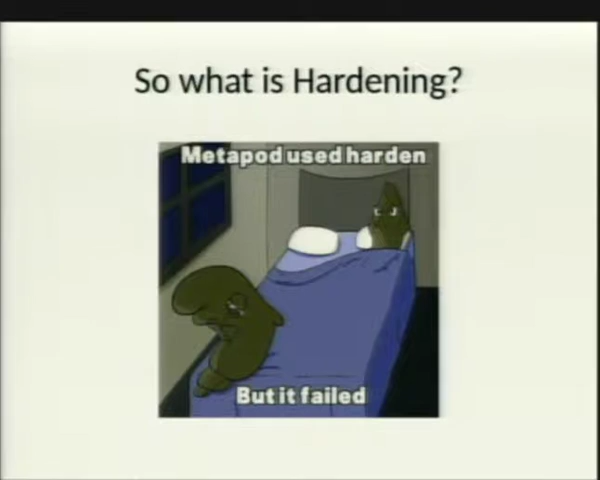 So what is Hardening?
Metapod used harden
But it failed